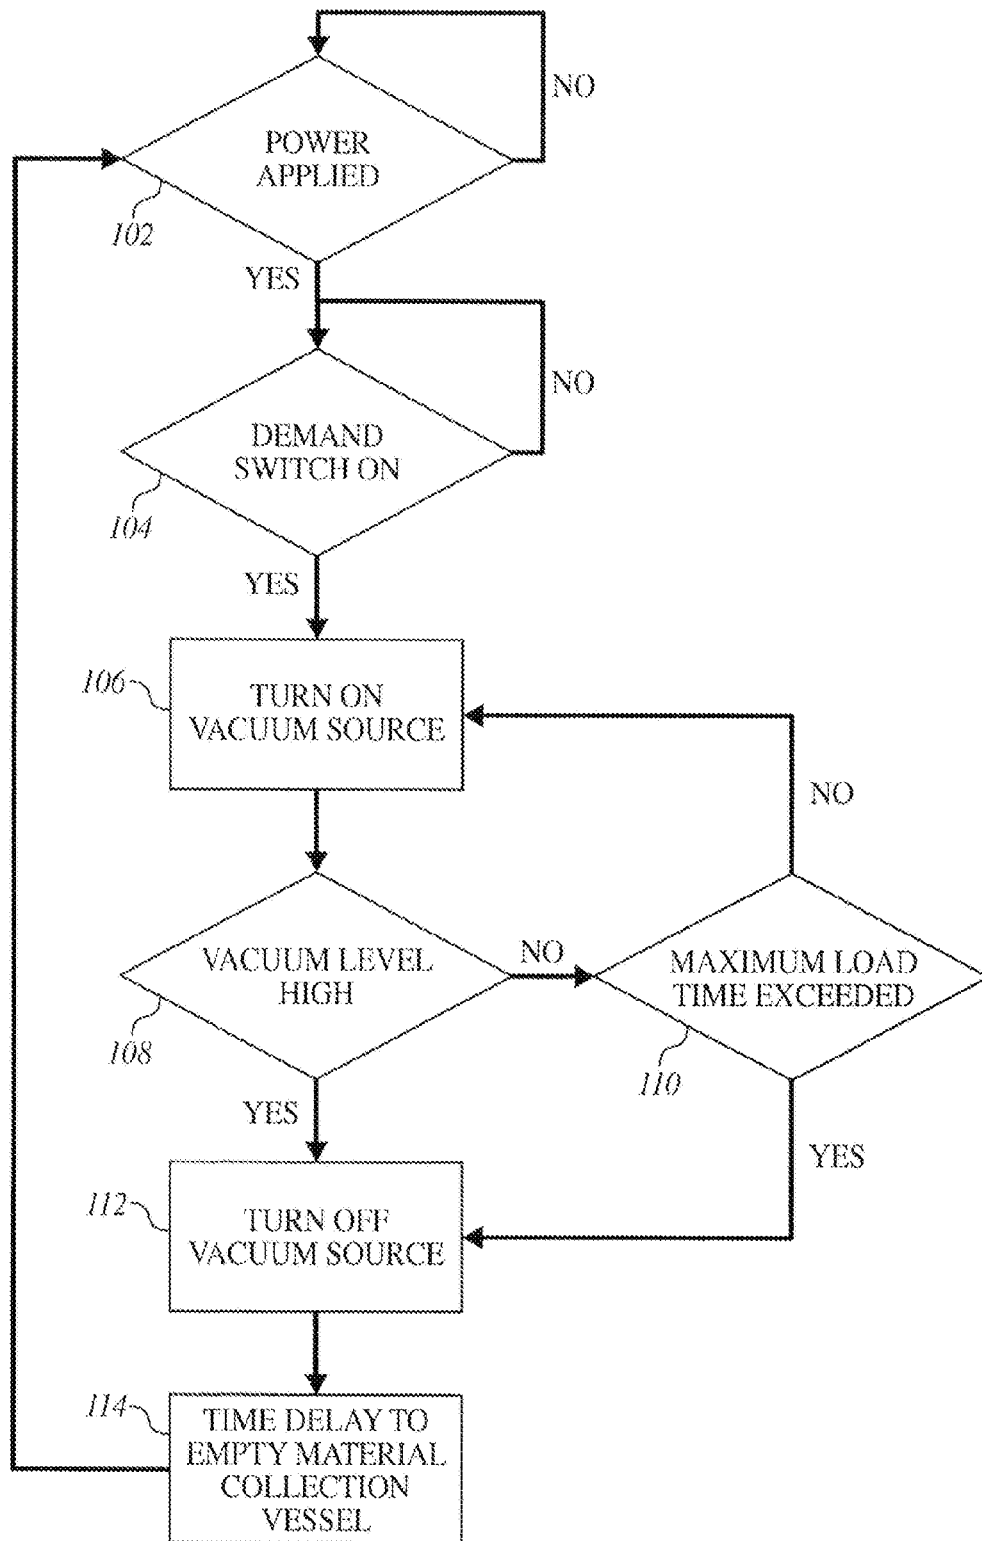 NO
POWER
APPLIED
102
YES
NO
DEMAND
SWITCH ON
104
YES
106
TURN ON
VACUUM SOURCE
NO
VACUUM LEVEL
HIGH
NO
MAXIMUM LOAD
TIME EXCEEDED
108
110
YES
YES
112
TURN OFF
VACUUM SOURCE
114
TIME DELAY TO
EMPTY MATERIAL
COLLECTION
VESSEL